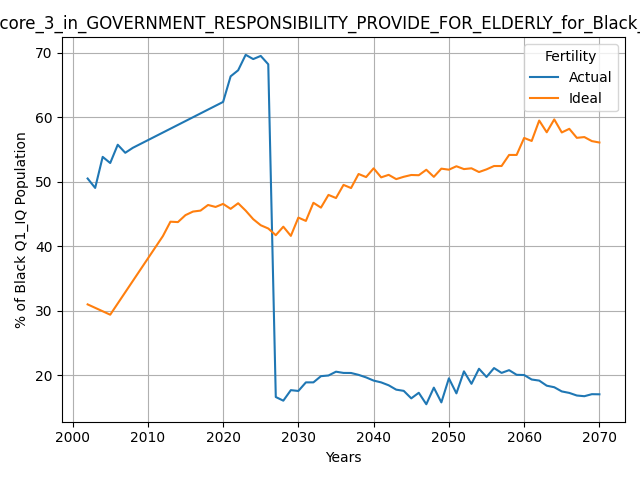 core_3_in_GOVERNMENT_RESPONSIBILITY_PROVIDE_FOR_ELDERLY_for_Black_
Fertility
Actual
Ideal
% of Black Q1_IQ Population
70
60
50
40
30
20
2000 2010 2020 2030 2040 2050 2060 2070
Years